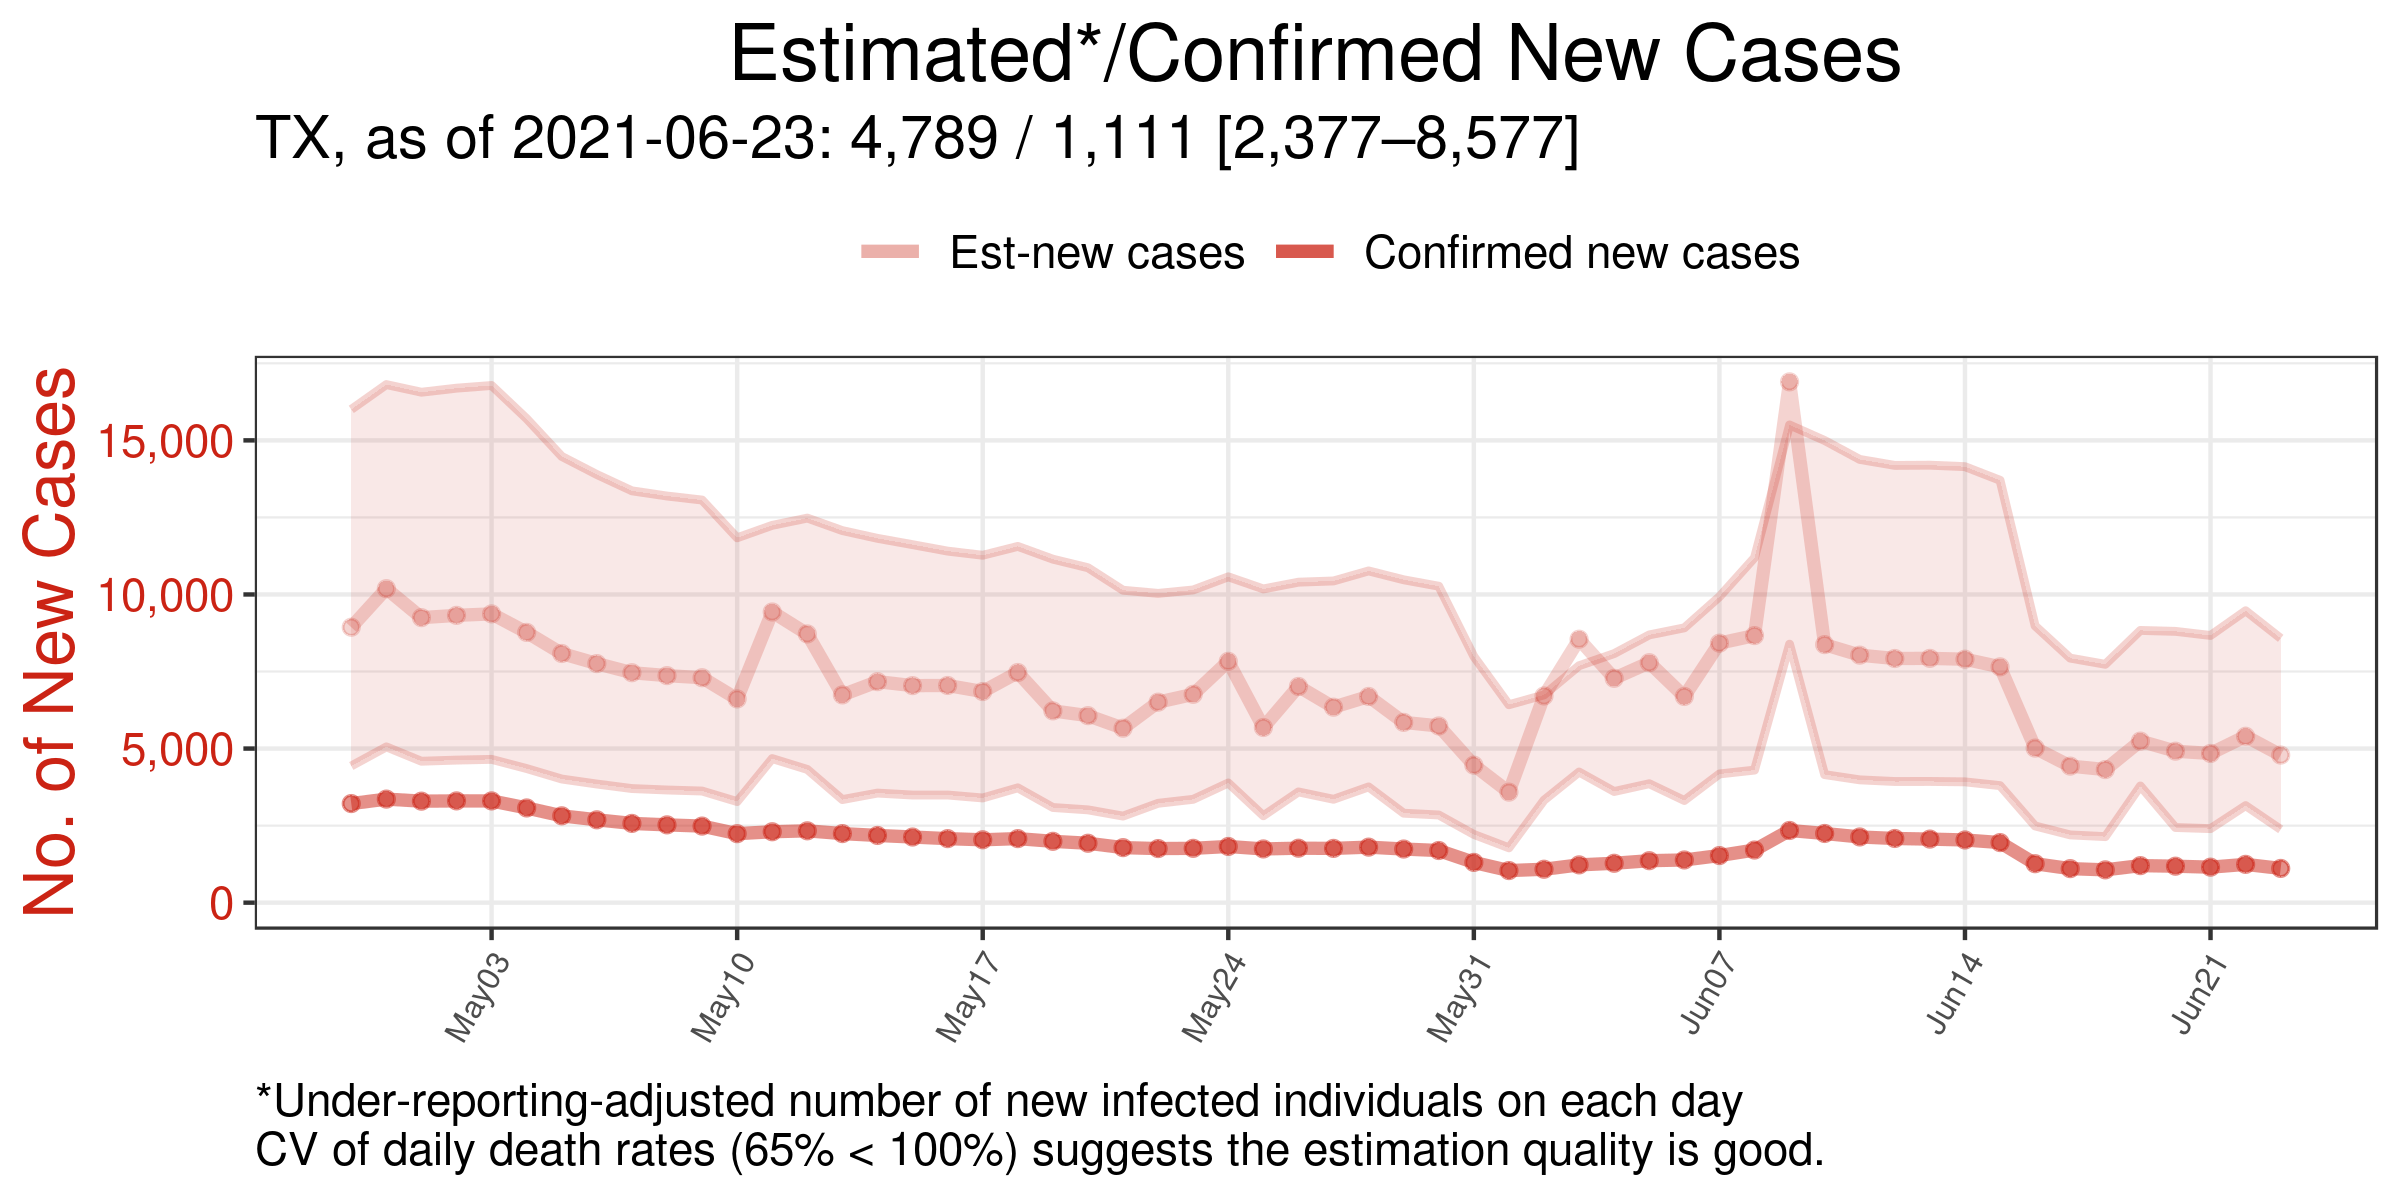 Estimated*/Confirmed New Cases
TX, as of 2021-06-23: 4,789 / 1,111 [2,377–8,577]
Est-new cases
Confirmed new cases
No. of New Cases
15,000
10,000
5,000
0
May03
May10
May17
May24
May31
Jun07
Jun14
Jun21
*Under-reporting-adjusted number of new infected individuals on each day
CV of daily death rates (65% < 100%) suggests the estimation quality is good.